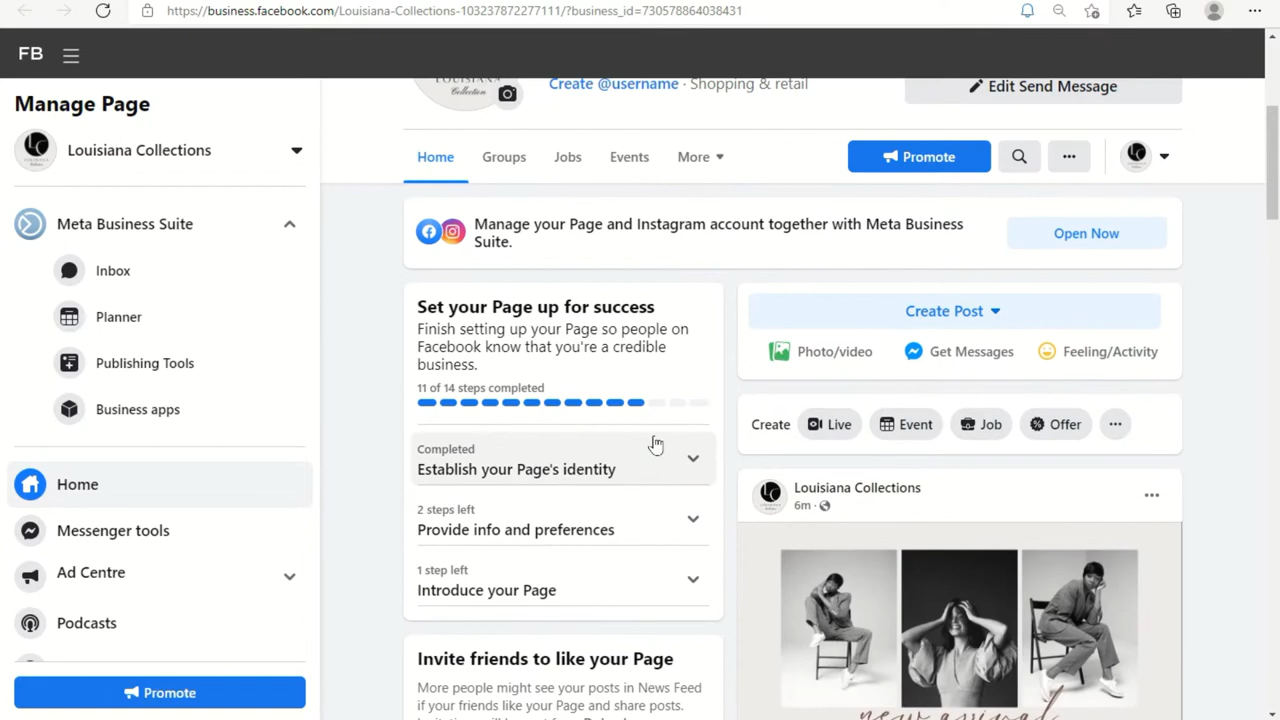 https://business.facebook.com/Louisiana-Collections-103237872277111/?business_id=730578864038431
FB
Manage Page
Louisiana Collections
Meta Business Suite
Inbox
Planner
Publishing Tools
Business apps
Home
Messenger tools
Ad Centre
Podcasts
Promote
Collection
Create @username · Shopping & retail
Edit Send Message
Home
Groups
Jobs
Events
More
Promote
Manage your Page and Instagram account together with Meta Business
Suite.
Open Now
Set your Page up for success
Finish setting up your Page so people on
Facebook know that you're a credible
business.
11 of 14 steps completed
Completed
Establish your Page's identity
2 steps left
Provide info and preferences
1 step left
Introduce your Page
Invite friends to like your Page
More people might see your posts in News Feed
if your friends like your Page and share posts.
Create Post
Photo/video
Get Messages
Feeling/Activity
Create
Live
Event
Job
Offer
Louisiana Collections
6m ·
new arrival